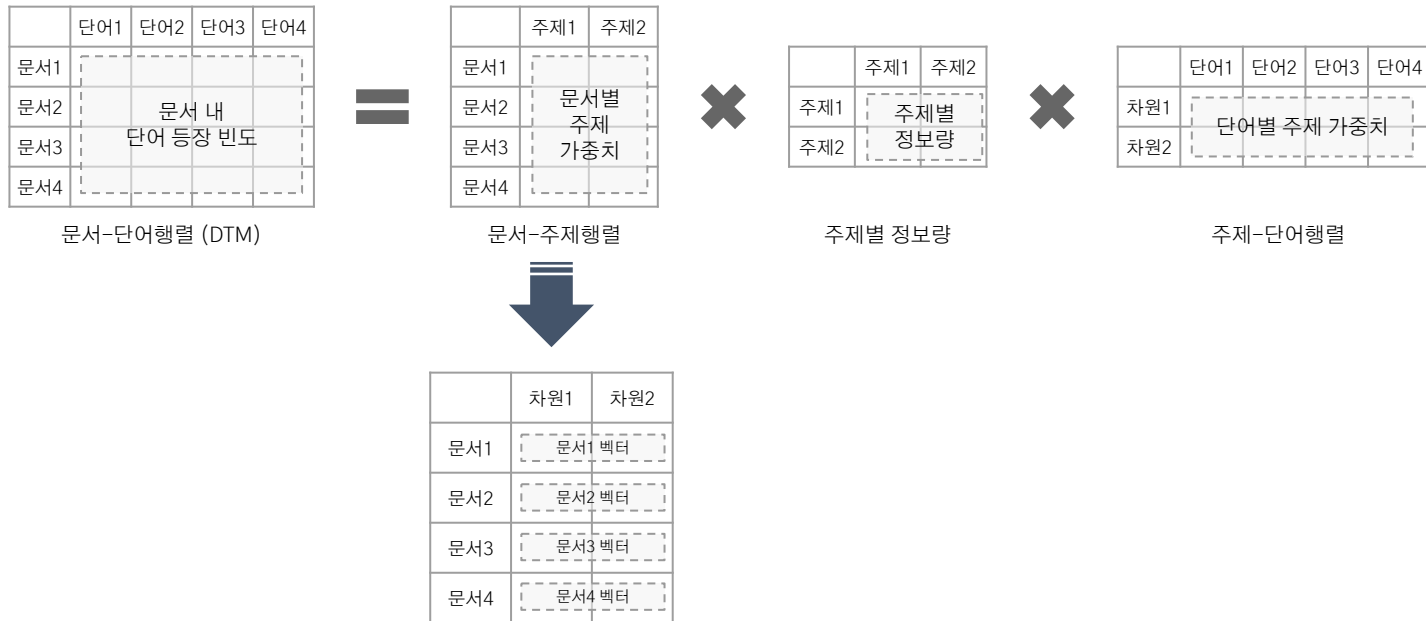 단어1 단어2 단어3 단어4
문서1
문서2
문서3
문서4
문서 내
단어 등장 빈도
문서-단어행렬 (DTM)
주제1 주제2
문서1
문서2
문서3
문서4
문서별
주제
가중치
문서-주제행렬
주제1 주제2
주제1
주제2
주제별
정보량
주제별 정보량
단어1 단어2 단어3 단어4
차원1
차원2
단어별 주제 가중치
주제-단어행렬
차원1 차원2
문서1 문서1 벡터
문서2 문서2 벡터
문서3 문서3 벡터
문서4 문서4 벡터